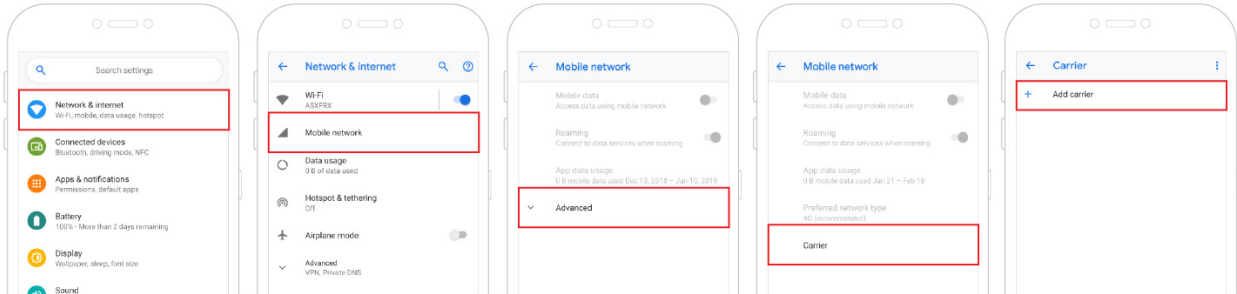 Search settings
Network & internet
Wi-Fi, mobile, data usage, hotspot
Connected devices
Bluetooth, driving mode, NFC
Apps & notifications
Permissions, default apps
Battery
100% - More than 2 days remaining
Display
Wallpaper, sleep, font size
Sound
Network & internet
Wi-Fi
ASXFRX
Mobile network
Data usage
0 B of data used
Hotspot & tethering
Off
Airplane mode
Advanced
VPN, Private DNS
Mobile network
Mobile data
Access data using mobile network
Roaming
Connect to data services when roaming
App data usage
0 B mobile data used Dec 13, 2018 – Jan 10, 2019
Advanced
Mobile network
Mobile data
Access data using mobile network
Roaming
Connect to data services when roaming
App data usage
0 B mobile data used Jan 21 – Feb 18
Preferred network type
4G (recommended)
Carrier
Carrier
Add carrier